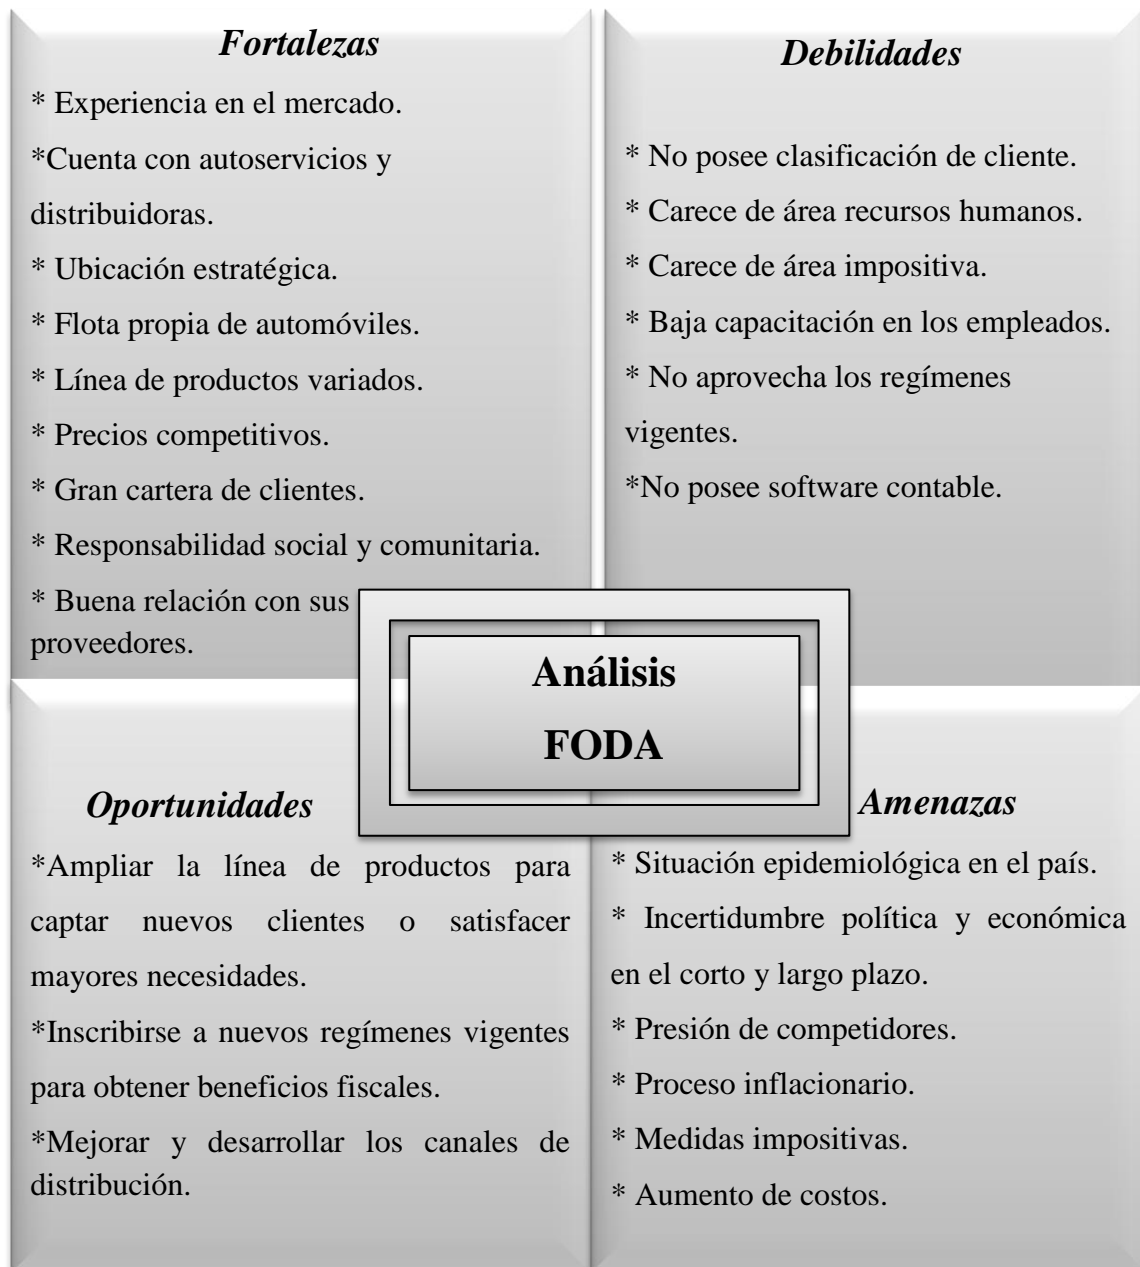 Fortalezas
* Experiencia en el mercado.
*Cuenta con autoservicios y
distribuidoras.
* Ubicación estratégica.
* Flota propia de automóviles.
* Línea de productos variados.
* Precios competitivos.
* Gran cartera de clientes.
* Responsabilidad social y comunitaria.
* Buena relación con sus
proveedores.
Debilidades
* No posee clasificación de cliente.
* Carece de área recursos humanos.
* Carece de área impositiva.
* Baja capacitación en los empleados.
* No aprovecha los regímenes
vigentes.
*No posee software contable.
Análisis
FODA
Oportunidades
*Ampliar la línea de productos para
captar nuevos clientes o satisfacer
mayores necesidades.
*Inscribirse a nuevos regímenes vigentes
para obtener beneficios fiscales.
*Mejorar y desarrollar los canales de
distribución.
Amenazas
* Situación epidemiológica en el país.
* Incertidumbre política y económica
en el corto y largo plazo.
* Presión de competidores.
* Proceso inflacionario.
* Medidas impositivas.
* Aumento de costos.